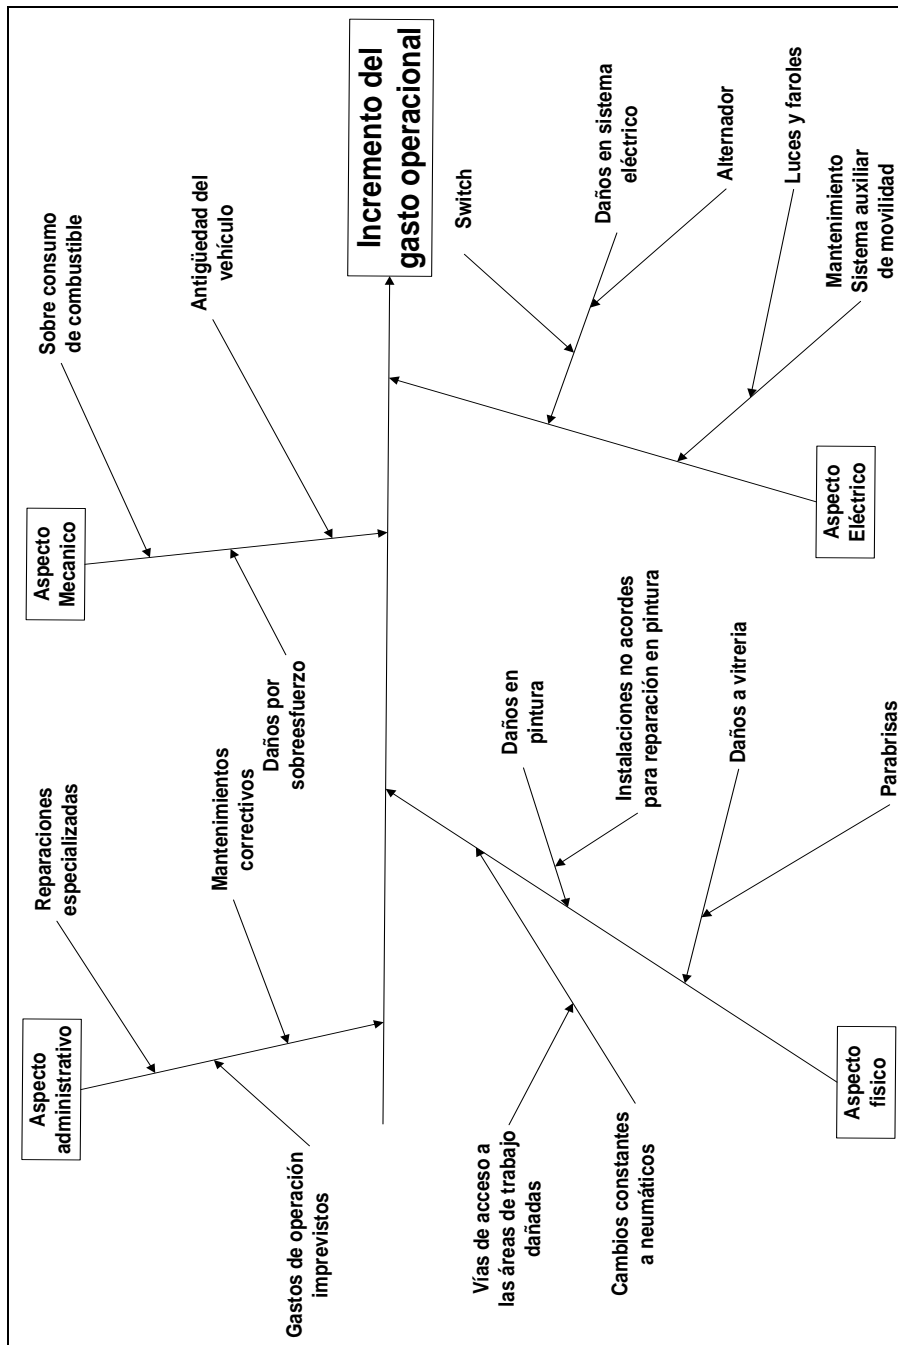 Aspecto
administrativo
Reparaciones
especializadas
Gastos de operación
imprevistos
Mantenimientos
correctivos
Aspecto
Mecanico
Sobre consumo
de combustible
Daños por
sobreesfuerzo
Antigüedad del
vehículo
Incremento del
gasto operacional
Vías de acceso a
las áreas de trabajo
dañadas
Cambios constantes
a neumáticos
Daños en
pintura
Instalaciones no acordes
para reparación en pintura
Daños a vitreria
Parabrisas
Aspecto
físico
Switch
Daños en sistema
eléctrico
Alternador
Luces y faroles
Mantenimiento
Sistema auxiliar
de movilidad
Aspecto
Eléctrico